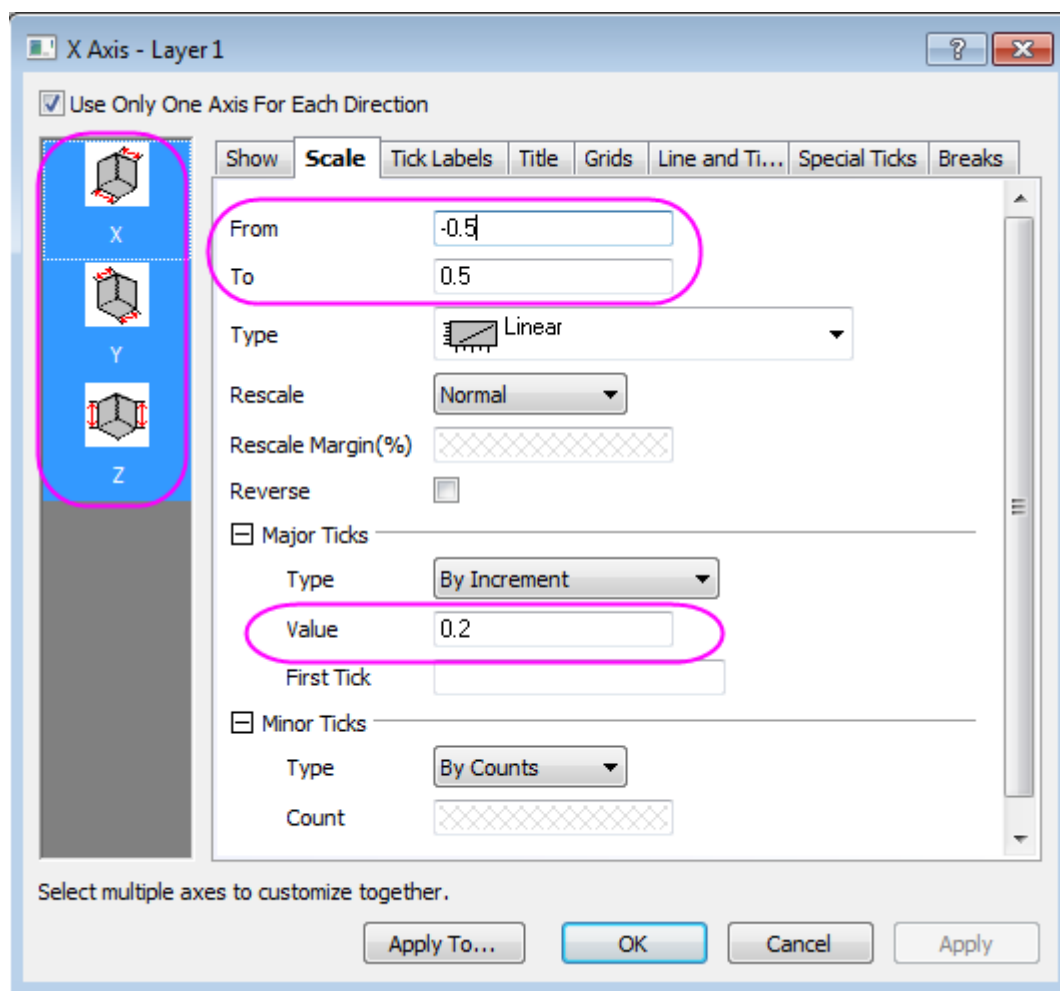 X Axis - Layer 1
Use Only One Axis For Each Direction
X
Y
Z
Show Scale Tick Labels Title Grids Line and Ti... Special Ticks Breaks
From -0.5
To 0.5
Type Linear
Rescale Normal
Rescale Margin(%)
Reverse
Major Ticks
Type By Increment
Value 0.2
First Tick
Minor Ticks
Type By Counts
Count
Select multiple axes to customize together.
Apply To... OK Cancel Apply